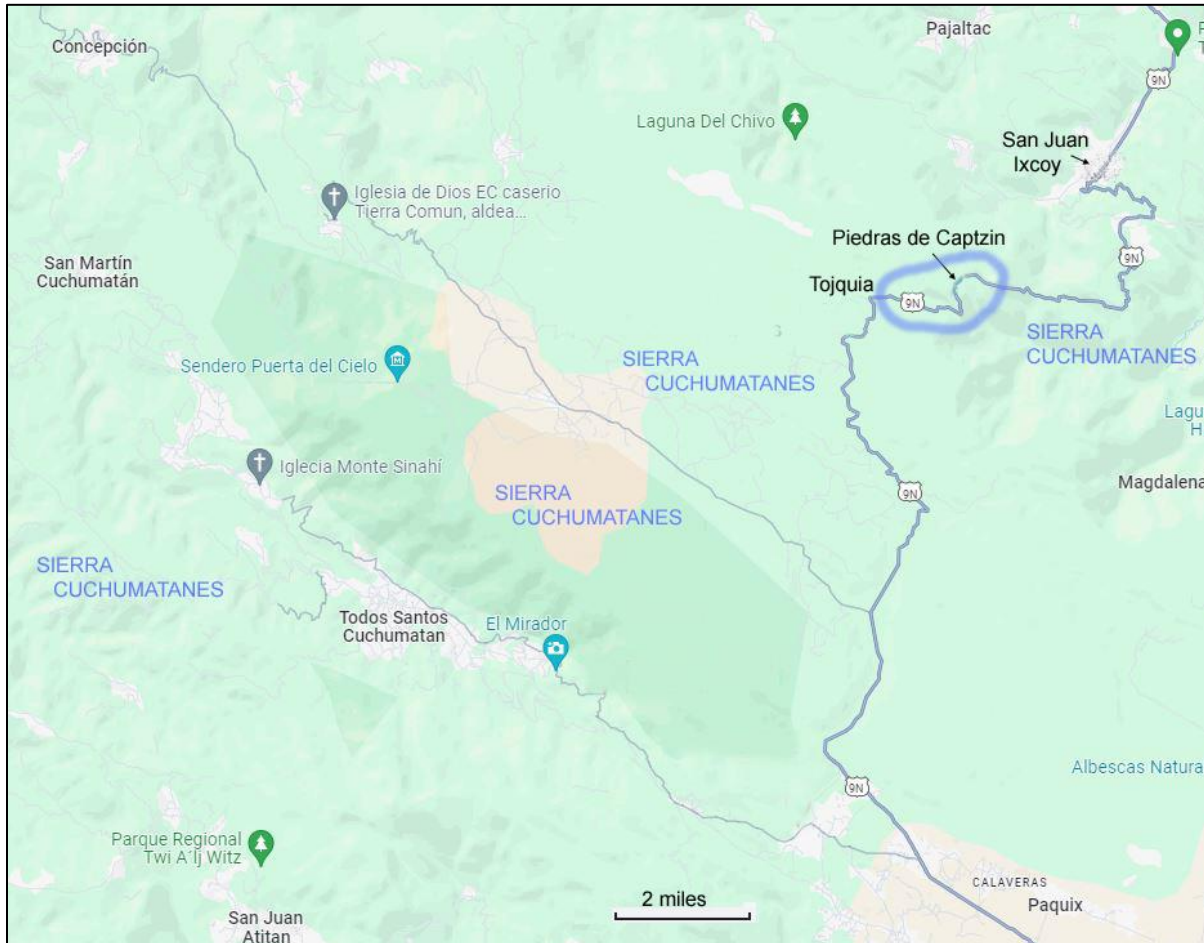 Concepción
Pajaltac
P
T
9N
Laguna Del Chivo
San Juan
Ixcoy
Iglesia de Dios EC caserio
Tierra Comun, aldea...
Piedras de Captzin
San Martín
Cuchumatán
9N
Tojquia
9N
SIERRA
CUCHUMATANES
SIERRA
CUCHUMATANES
Sendero Puerta del Cielo
Lagu
H
Iglecia Monte Sinahí
Magdalena
SIERRA
CUCHUMATANES
9N
SIERRA
CUCHUMATANES
Todos Santos
Cuchumatan
El Mirador
Albescas Natura
9N
Parque Regional
Twi A´lj Witz
CALAVERAS
2 miles
Paquix
San Juan
Atitan